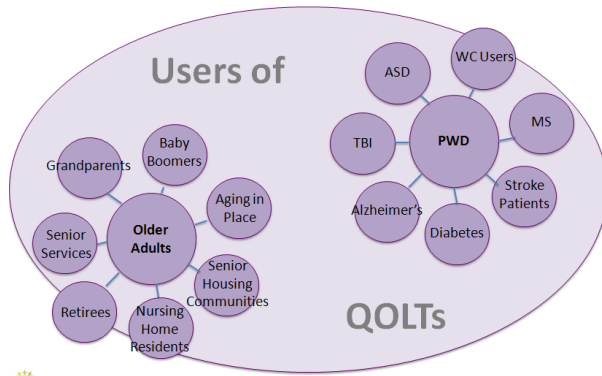 Users of
WC Users
ASD
MS
TBI
PWD
Stroke
Patients
Alzheimer's
Diabetes
Baby
Boomers
Grandparents
Aging in
Place
Older
Adults
Senior
Services
Senior
Housing
Communities
Retirees
Nursing
Home
Residents
QOLTs